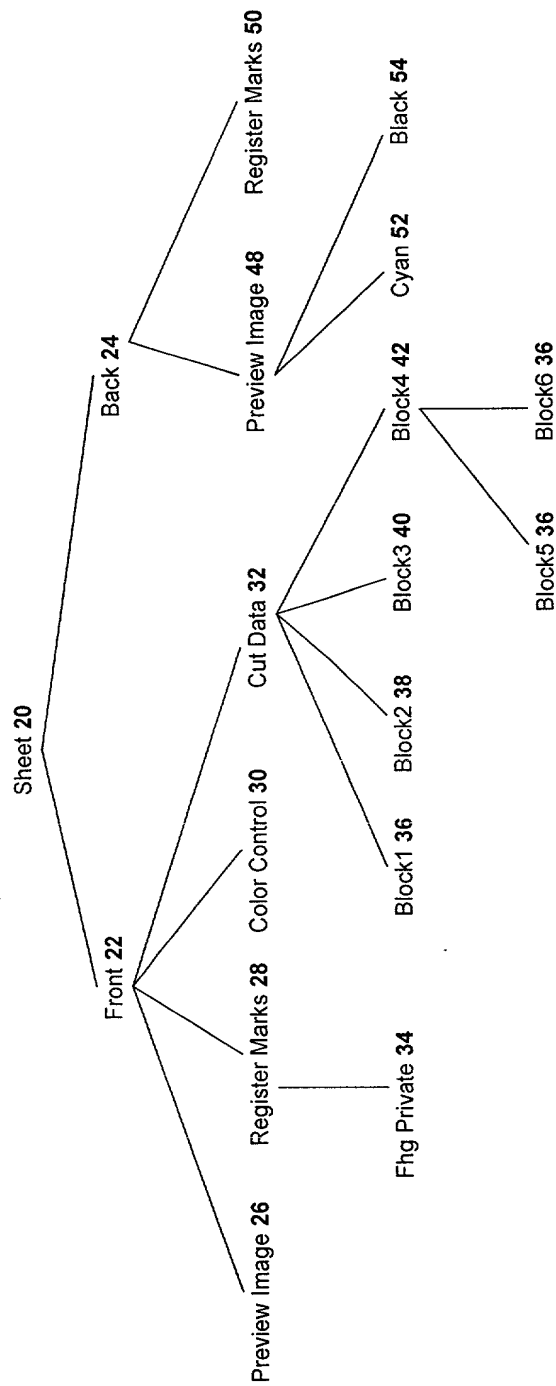 Sheet 20
Front 22
Back 24
Preview Image 26
Register Marks 28
Color Control 30
Cut Data 32
Preview Image 48
Register Marks 50
Fhg Private 34
Block1 36
Block2 38
Block3 40
Block4 42
Cyan 52
Black 54
Block5 36
Block6 36